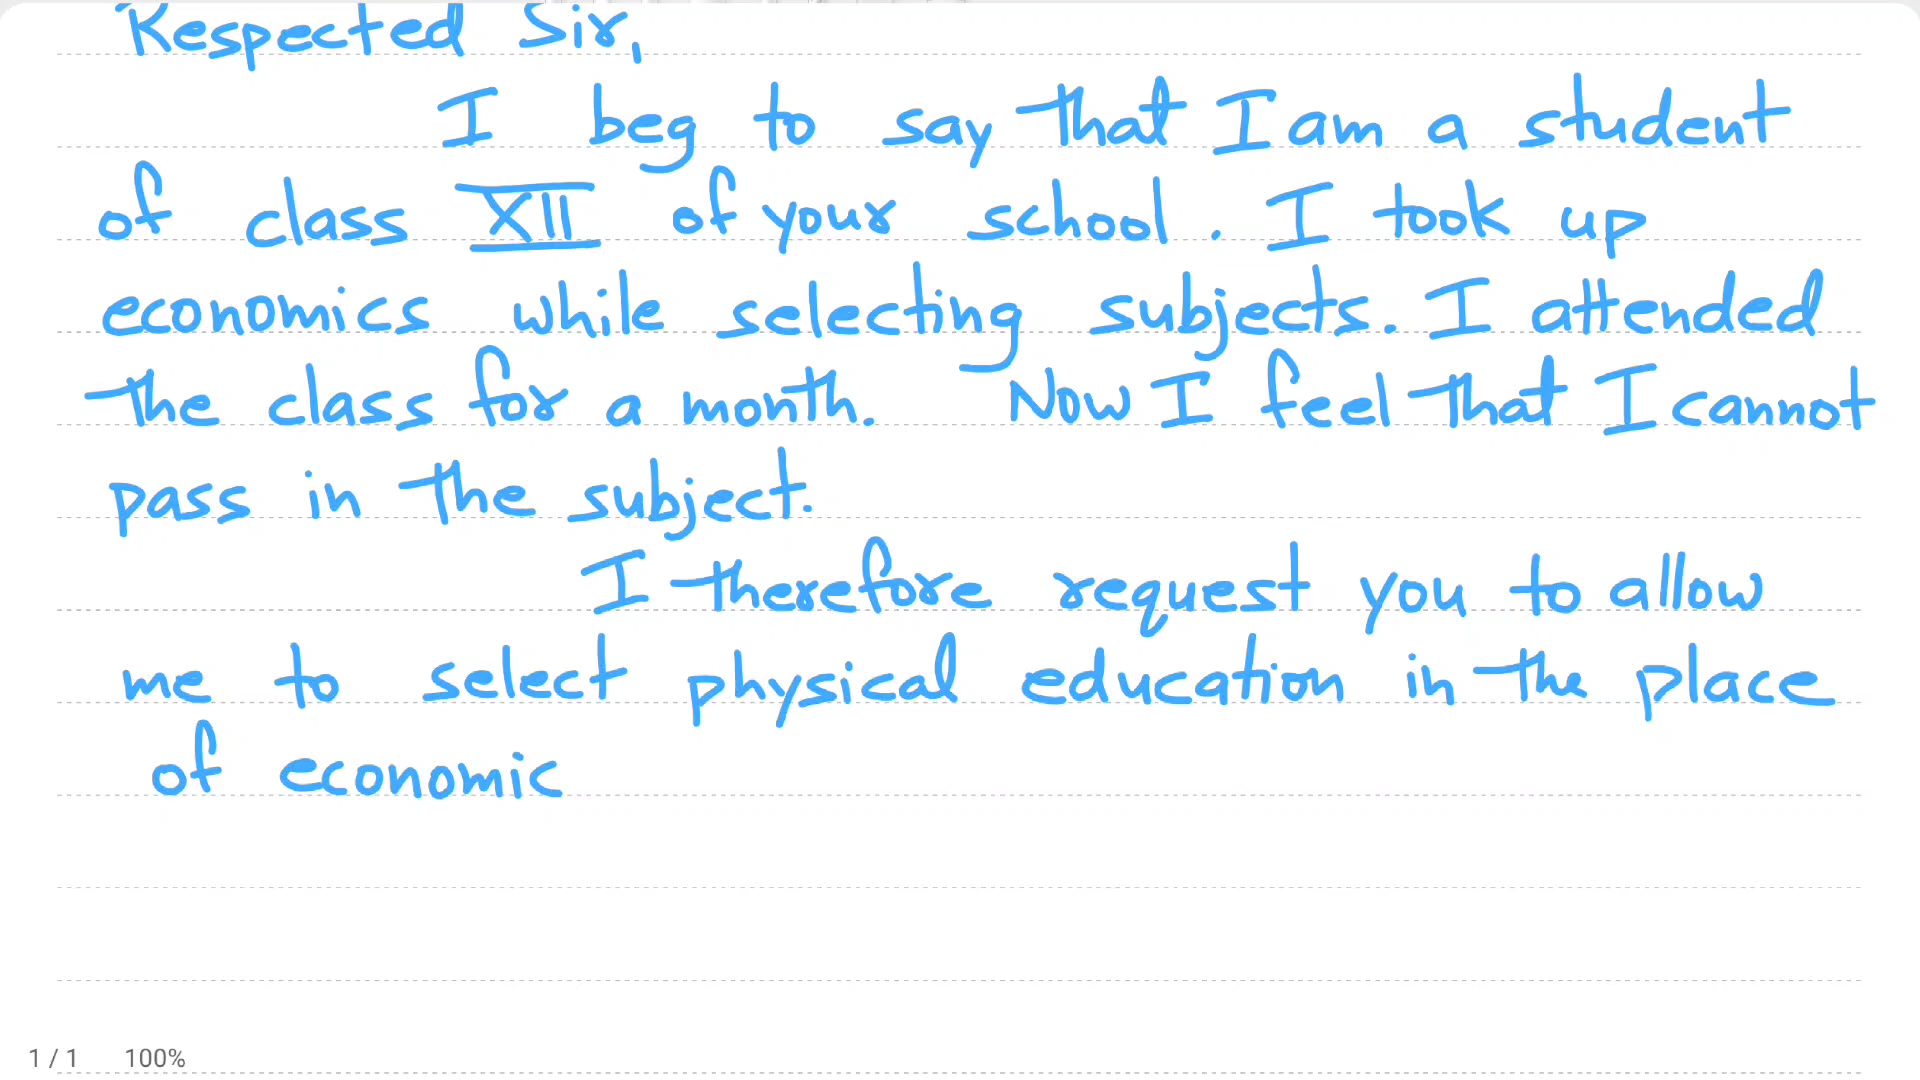 Respected Sir,
I beg to say that I am a student
of class XII of your school. I took up
economics while selecting subjects. I attended
the class for a month. Now I feel that I cannot
pass in the subject.
I therefore request you to allow
me to select physical education in the place
of economic
1 / 1 100%